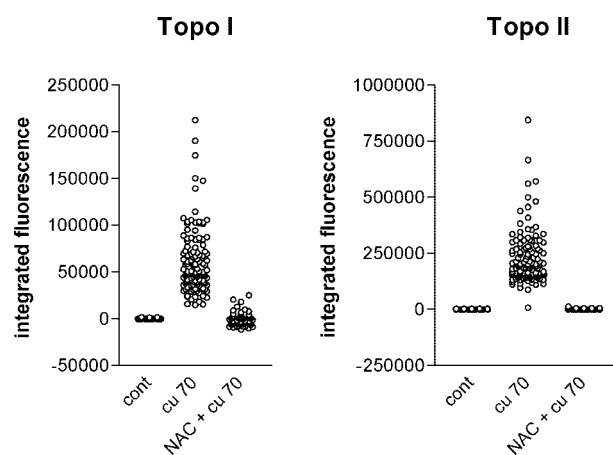 Topo I
integrated fluorescence
250000
200000
150000
100000
50000
0
-50000
cont
cu 70
NAC + cu 70
Topo II
integrated fluorescence
1000000
750000
500000
250000
0
-250000
cont
cu 70
NAC + cu 70